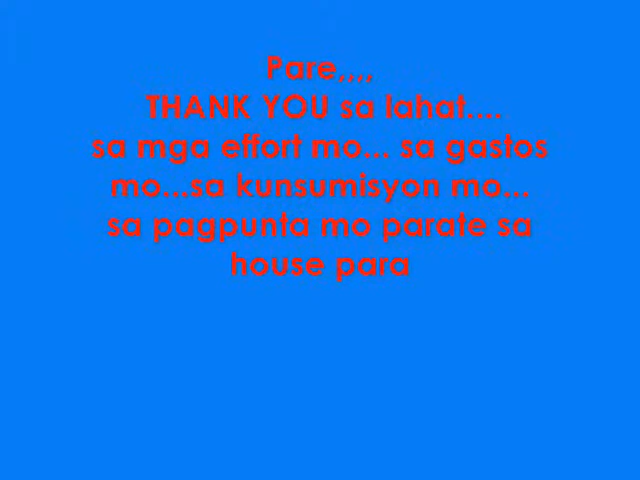 Pare,,,,
THANK YOU sa lahat....
sa mga effort mo... sa gastos
mo...sa kunsumisyon mo...
sa pagpunta mo parate sa
house para